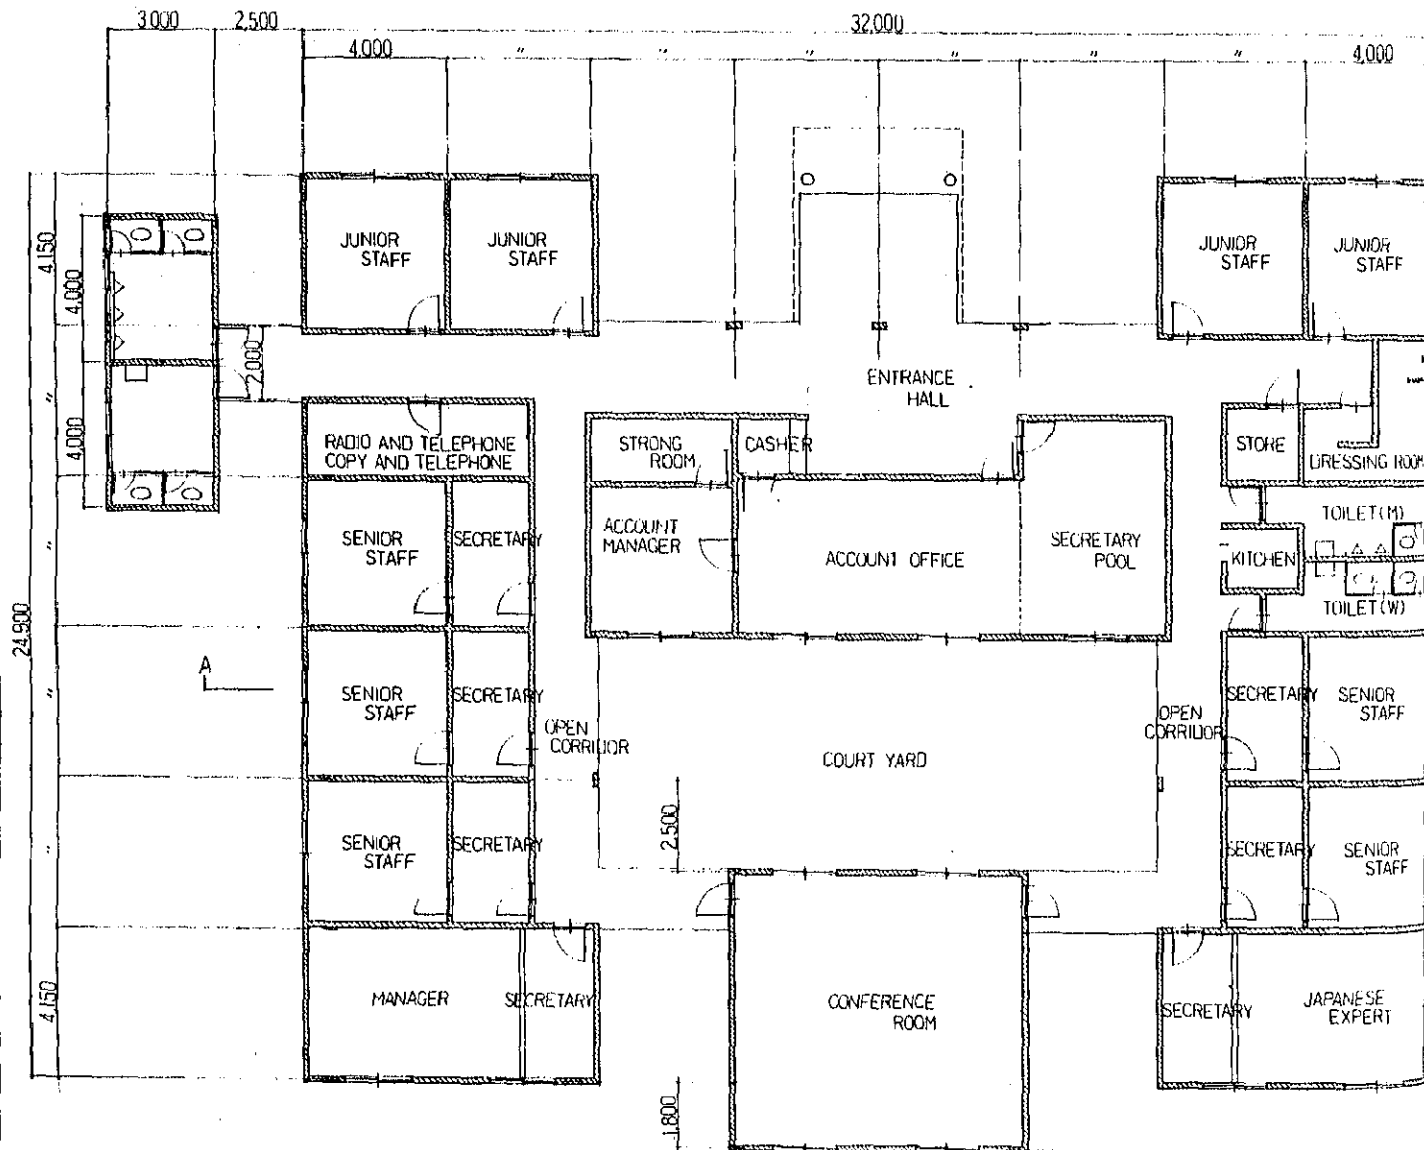 3000 2,500 32,000
4,000 " " " " " " 4,000
4,150
4,000
2,000
"
4,000
"
24,900
"
"
4,150
JUNIOR
STAFF
JUNIOR
STAFF
JUNIOR
STAFF
JUNIOR
STAFF
ENTRANCE
HALL
RADIO AND TELEPHONE
COPY AND TELEPHONE
STRONG
ROOM
CASHER
STORE
DRESSING ROOM
TOILET(M)
SENIOR
STAFF
SECRETARY
ACCOUNT
MANAGER
ACCOUNT OFFICE
SECRETARY
POOL
KITCHEN
TOILET(W)
A
SENIOR
STAFF
SECRETARY
OPEN
CORRIDOR
COURT YARD
OPEN
CORRIDOR
SECRETARY
SENIOR
STAFF
2,500
SENIOR
STAFF
SECRETARY
SECRETARY
SENIOR
STAFF
MANAGER
SECRETARY
CONFERENCE
ROOM
SECRETARY
JAPANESE
EXPERT
1,800